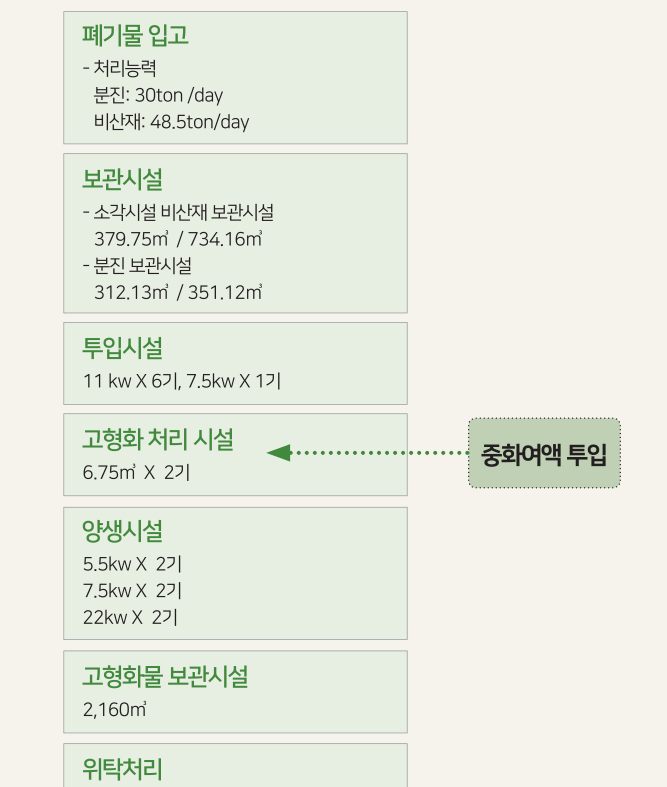 폐기물 입고
- 처리능력
분진: 30ton /day
비산재: 48.5ton/day
보관시설
- 소각시설 비산재 보관시설
379.75㎥ / 734.16㎥
- 분진 보관시설
312.13㎥ / 351.12㎥
투입시설
11 kw X 6기, 7.5kw X 1기
고형화 처리 시설
6.75㎥ X 2기
중화여액 투입
양생시설
5.5kw X 2기
7.5kw X 2기
22kw X 2기
고형화물 보관시설
2,160㎥
위탁처리